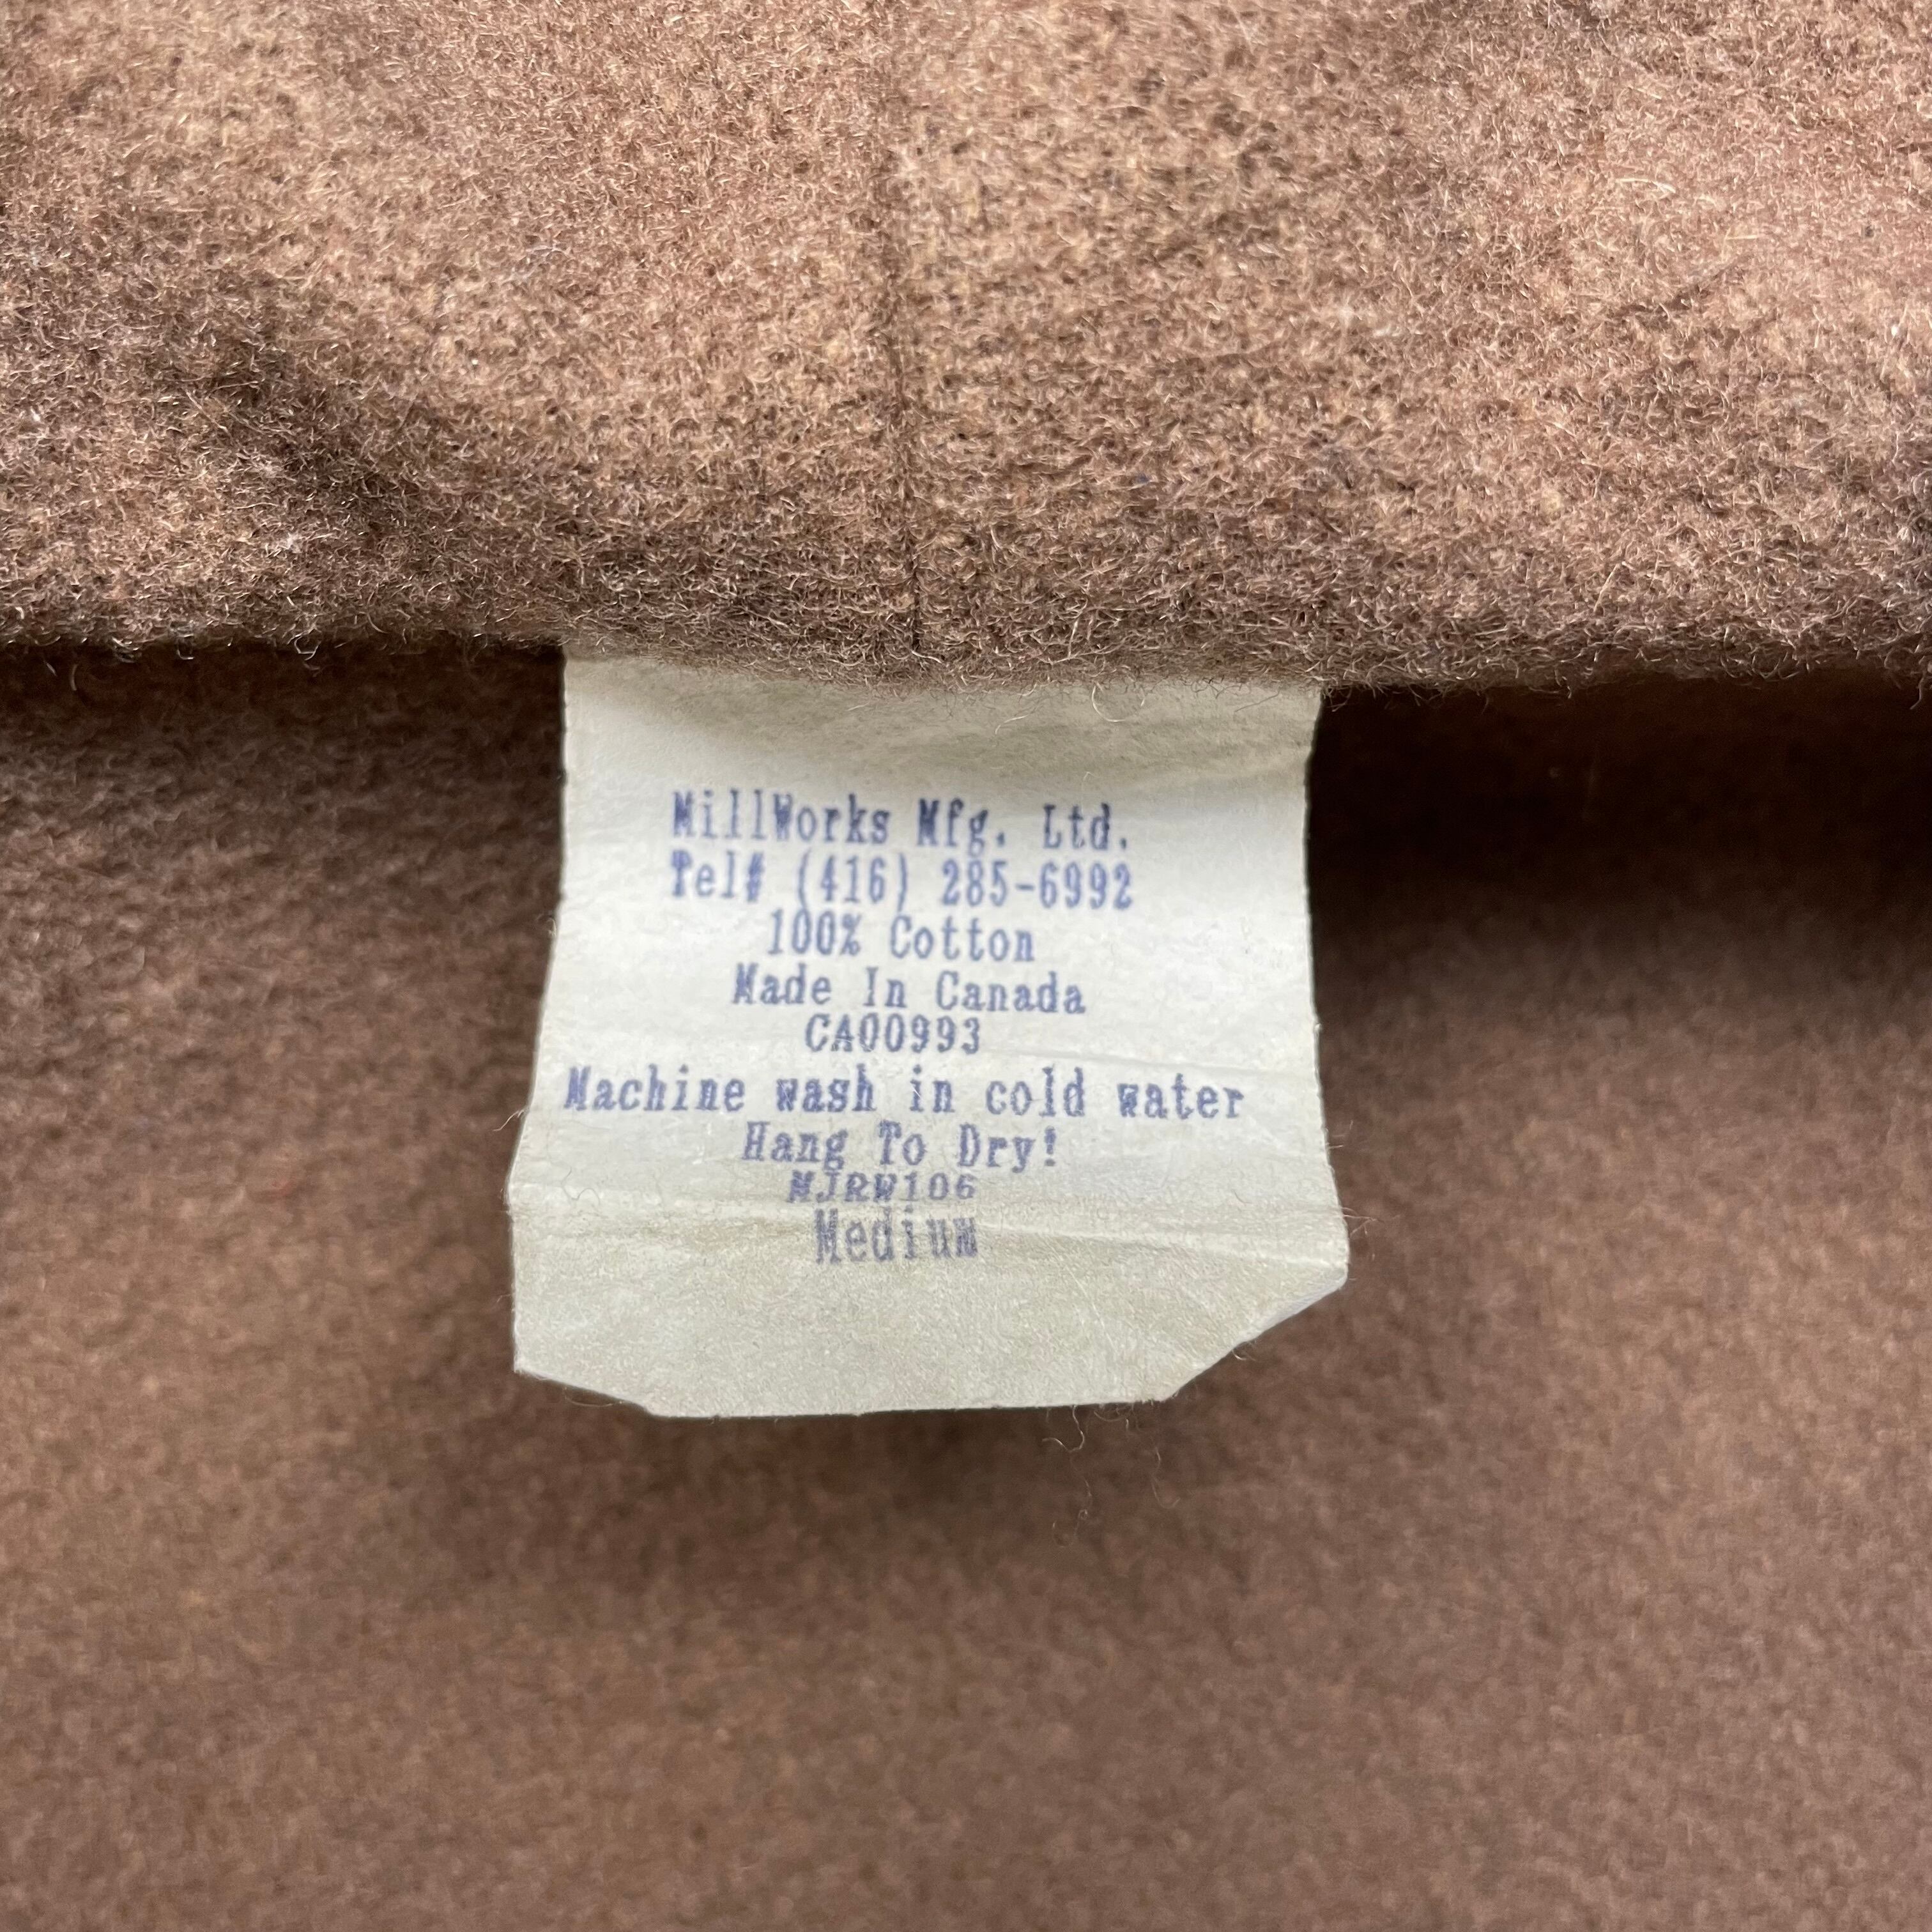 MillWorks Mfg. Ltd.
Tel# (416) 285-6992
100% Cotton
Made In Canada
CA00993
Machine wash in cold water
Hang To Dry!
MJRW106
Medium